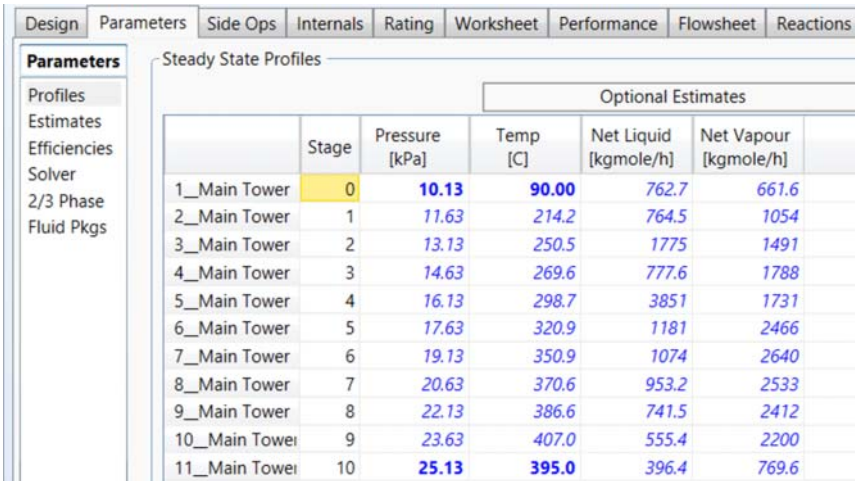 Design Parameters Side Ops Internals Rating Worksheet Performance Flowsheet Reactions
Parameters
Profiles
Estimates
Efficiencies
Solver
2/3 Phase
Fluid Pkgs
Steady State Profiles
Optional Estimates
Stage Pressure [kPa] Temp [C] Net Liquid [kgmole/h] Net Vapour [kgmole/h]
1__Main Tower 0 10.13 90.00 762.7 661.6
2__Main Tower 1 11.63 214.2 764.5 1054
3__Main Tower 2 13.13 250.5 1775 1491
4__Main Tower 3 14.63 269.6 777.6 1788
5__Main Tower 4 16.13 298.7 3851 1731
6__Main Tower 5 17.63 320.9 1181 2466
7__Main Tower 6 19.13 350.9 1074 2640
8__Main Tower 7 20.63 370.6 953.2 2533
9__Main Tower 8 22.13 386.6 741.5 2412
10__Main Tower 9 23.63 407.0 555.4 2200
11__Main Tower 10 25.13 395.0 396.4 769.6